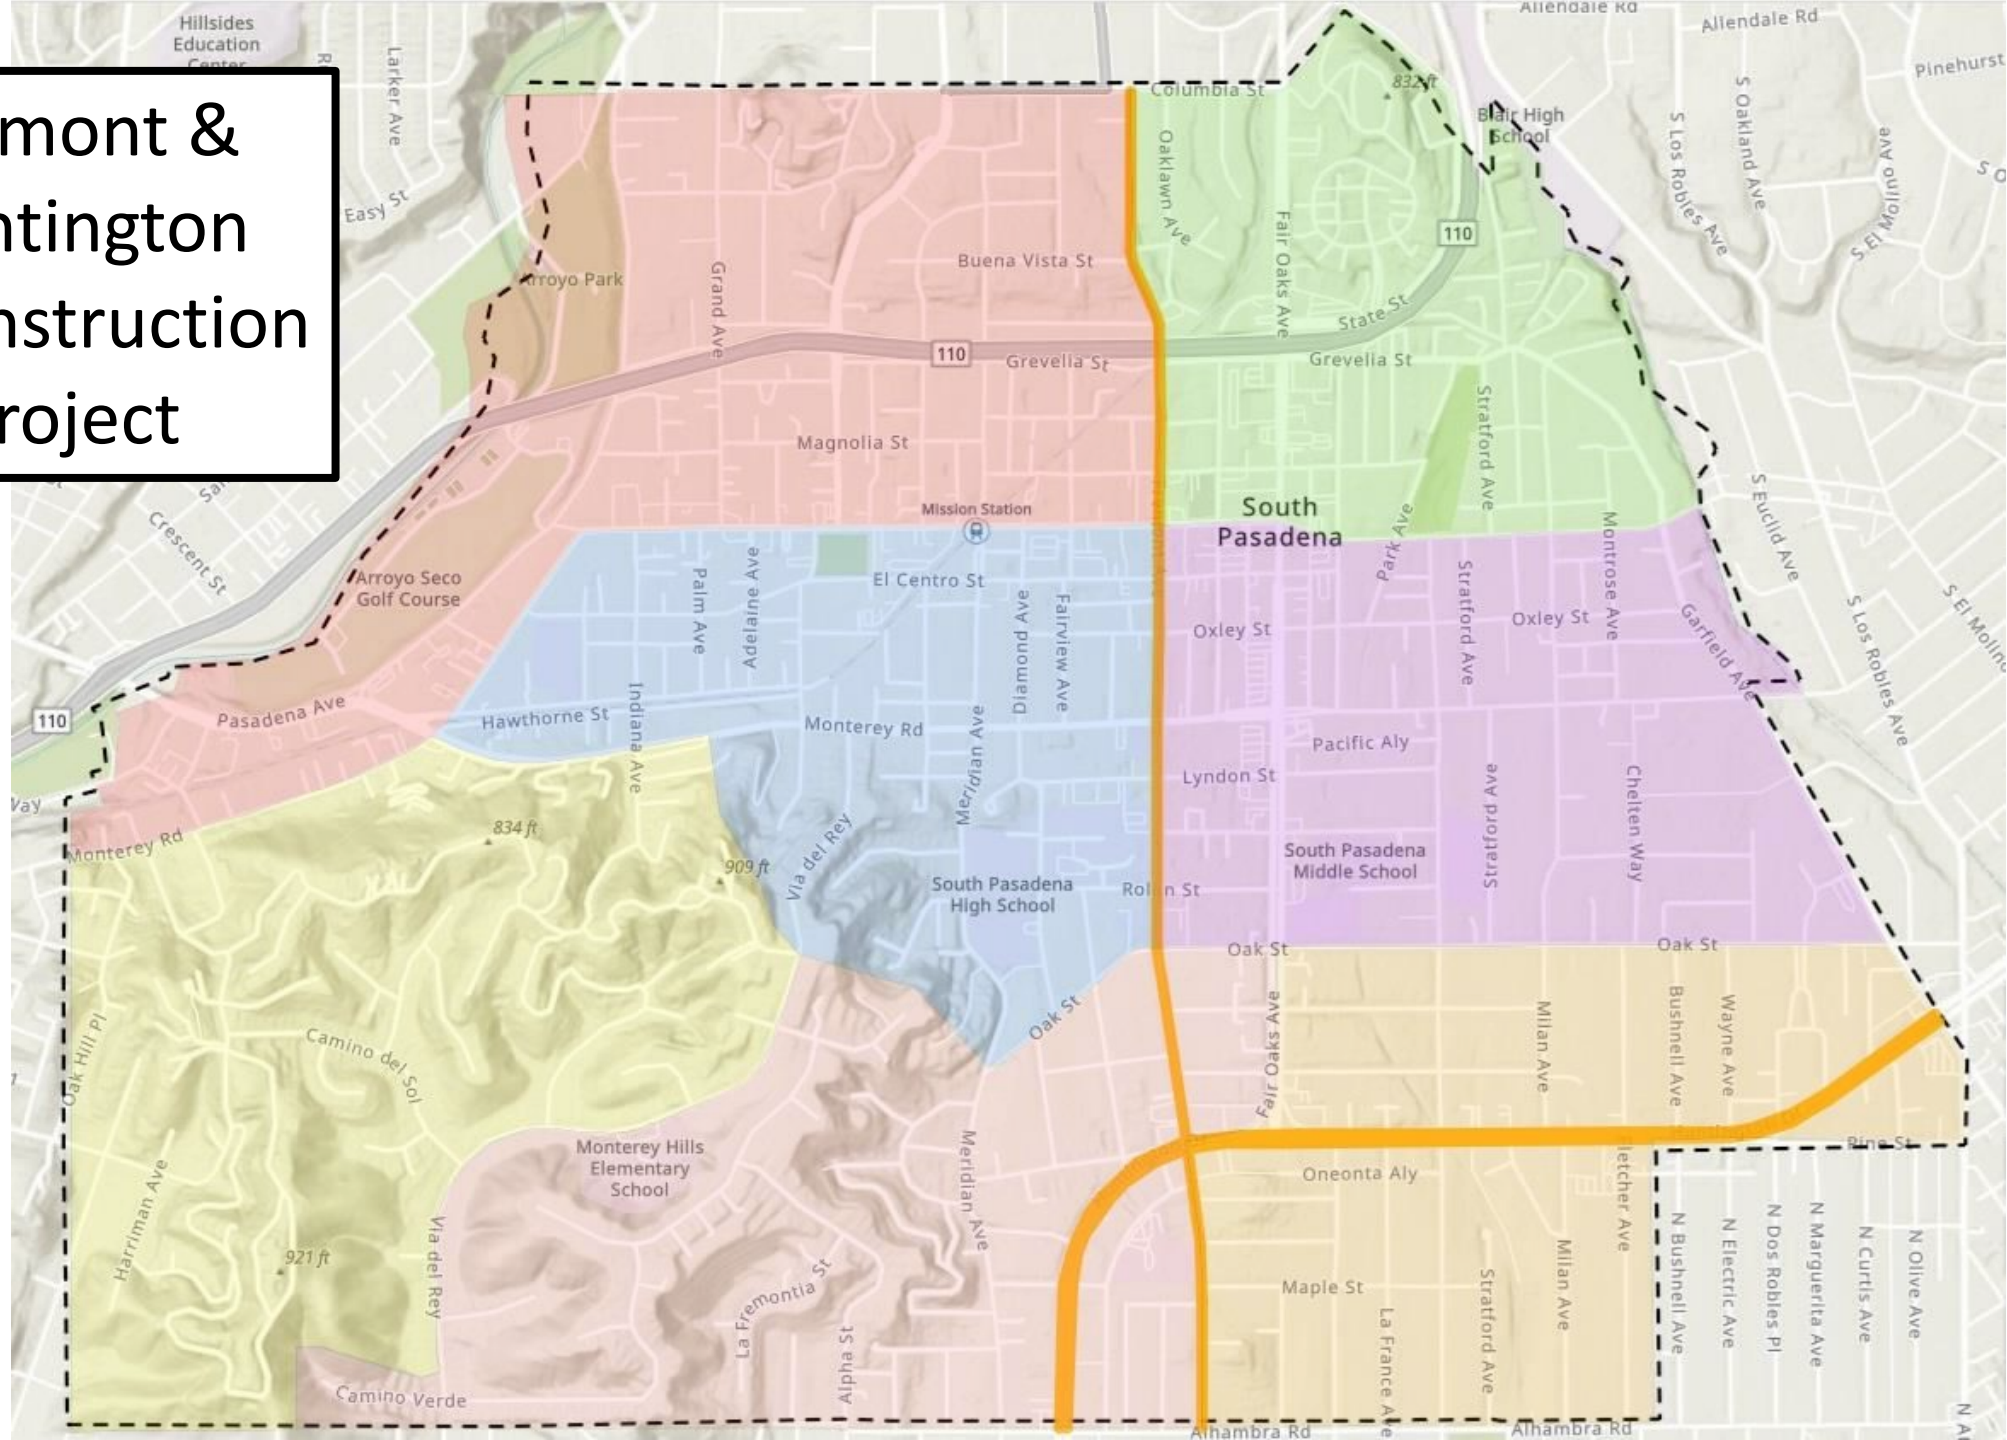 Hillsides
Education
Center
mont &
ntington
nstruction
roject
Larker Ave
Easy St
Crescent St
Allendale Rd
Allendale Rd
Pinehurst
Columbia St
832 ft
Blair High
School
S Oakland Ave
S Los Robles Ave
S El Molino Ave
Oaklawn Ave
Fair Oaks Ave
110
Buena Vista St
Arroyo Park
Grand Ave
State St
110
Grevelia St
Grevelia St
Stratford Ave
Magnolia St
Mission Station
South
Pasadena
Park Ave
Montrose Ave
S Euclid Ave
Arroyo Seco
Golf Course
El Centro St
Palm Ave
Adelaine Ave
Diamond Ave
Fairview Ave
Oxley St
Oxley St
Stratford Ave
Garfield Ave
S Los Robles Ave
S El Molino
110
Pasadena Ave
Hawthorne St
Indiana Ave
Monterey Rd
Meridian Ave
Pacific Aly
Lyndon St
Stratford Ave
Chelten Way
Way
Monterey Rd
834 ft
909 ft
Via del Rey
South Pasadena
High School
South Pasadena
Middle School
Rollin St
Oak St
Oak St
Oak St
Fair Oaks Ave
Milan Ave
Bushnell Ave
Wayne Ave
Oak Hill Pl
Camino del Sol
Pine St
Monterey Hills
Elementary
School
Meridian Ave
Oneonta Aly
Fletcher Ave
Harriman Ave
921 ft
Via del Rey
La Fremontia St
Alpha St
Maple St
La France Ave
Stratford Ave
Milan Ave
N Bushnell Ave
N Electric Ave
N Dos Robles Pl
N Marguerita Ave
N Curtis Ave
N Olive Ave
Camino Verde
Alhambra Rd
Alhambra Rd